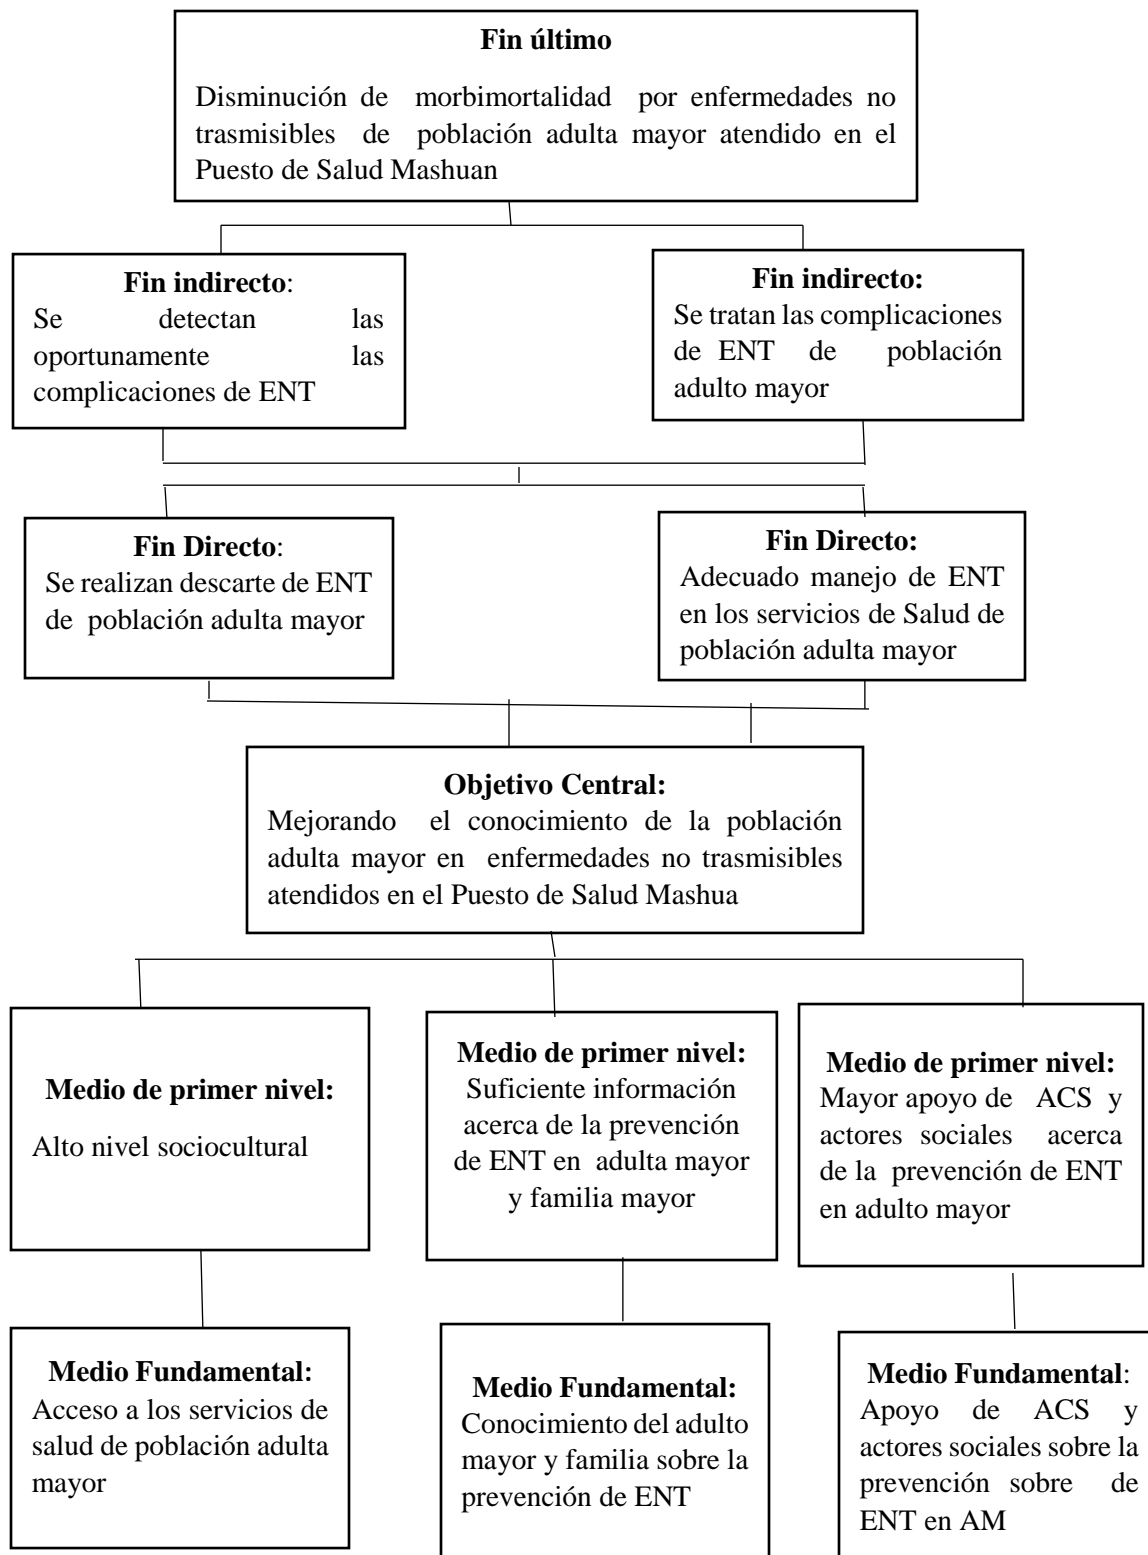 Fin último
Disminución de morbimortalidad por enfermedades no
trasmisibles de población adulta mayor atendido en el
Puesto de Salud Mashuan
Fin indirecto:
Se detectan las
oportunamente las
complicaciones de ENT
Fin indirecto:
Se tratan las complicaciones
de ENT de población
adulto mayor
Fin Directo:
Se realizan descarte de ENT
de población adulta mayor
Fin Directo:
Adecuado manejo de ENT
en los servicios de Salud de
población adulta mayor
Objetivo Central:
Mejorando el conocimiento de la población
adulta mayor en enfermedades no trasmisibles
atendidos en el Puesto de Salud Mashua
Medio de primer nivel:
Alto nivel sociocultural
Medio de primer nivel:
Suficiente información
acerca de la prevención
de ENT en adulta mayor
y familia mayor
Medio de primer nivel:
Mayor apoyo de ACS y
actores sociales acerca
de la prevención de ENT
en adulto mayor
Medio Fundamental:
Acceso a los servicios de
salud de población adulta
mayor
Medio Fundamental:
Conocimiento del adulto
mayor y familia sobre la
prevención de ENT
Medio Fundamental:
Apoyo de ACS y
actores sociales sobre la
prevención sobre de
ENT en AM